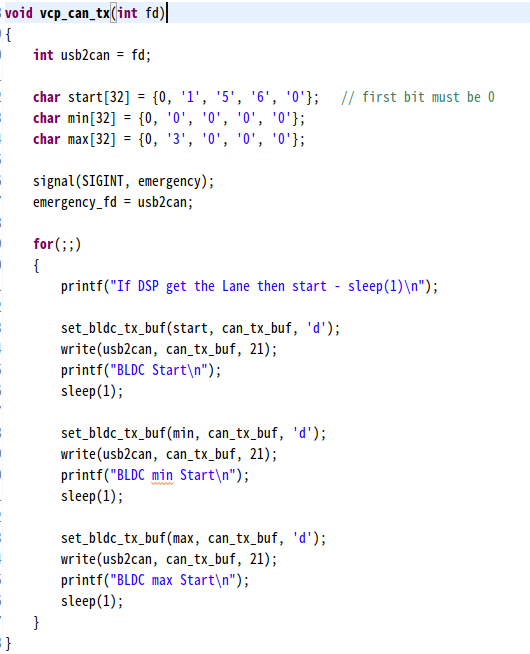 void vcp_can_tx(int fd)
{
int usb2can = fd;
char start[32] = {0, '1', '5', '6', '0'}; // first bit must be 0
char min[32] = {0, '0', '0', '0', '0'};
char max[32] = {0, '3', '0', '0', '0'};
signal(SIGINT, emergency);
emergency_fd = usb2can;
for(;;)
{
printf("If DSP get the Lane then start - sleep(1)\n");
set_bldc_tx_buf(start, can_tx_buf, 'd');
write(usb2can, can_tx_buf, 21);
printf("BLDC Start\n");
sleep(1);
set_bldc_tx_buf(min, can_tx_buf, 'd');
write(usb2can, can_tx_buf, 21);
printf("BLDC min Start\n");
sleep(1);
set_bldc_tx_buf(max, can_tx_buf, 'd');
write(usb2can, can_tx_buf, 21);
printf("BLDC max Start\n");
sleep(1);
}
}